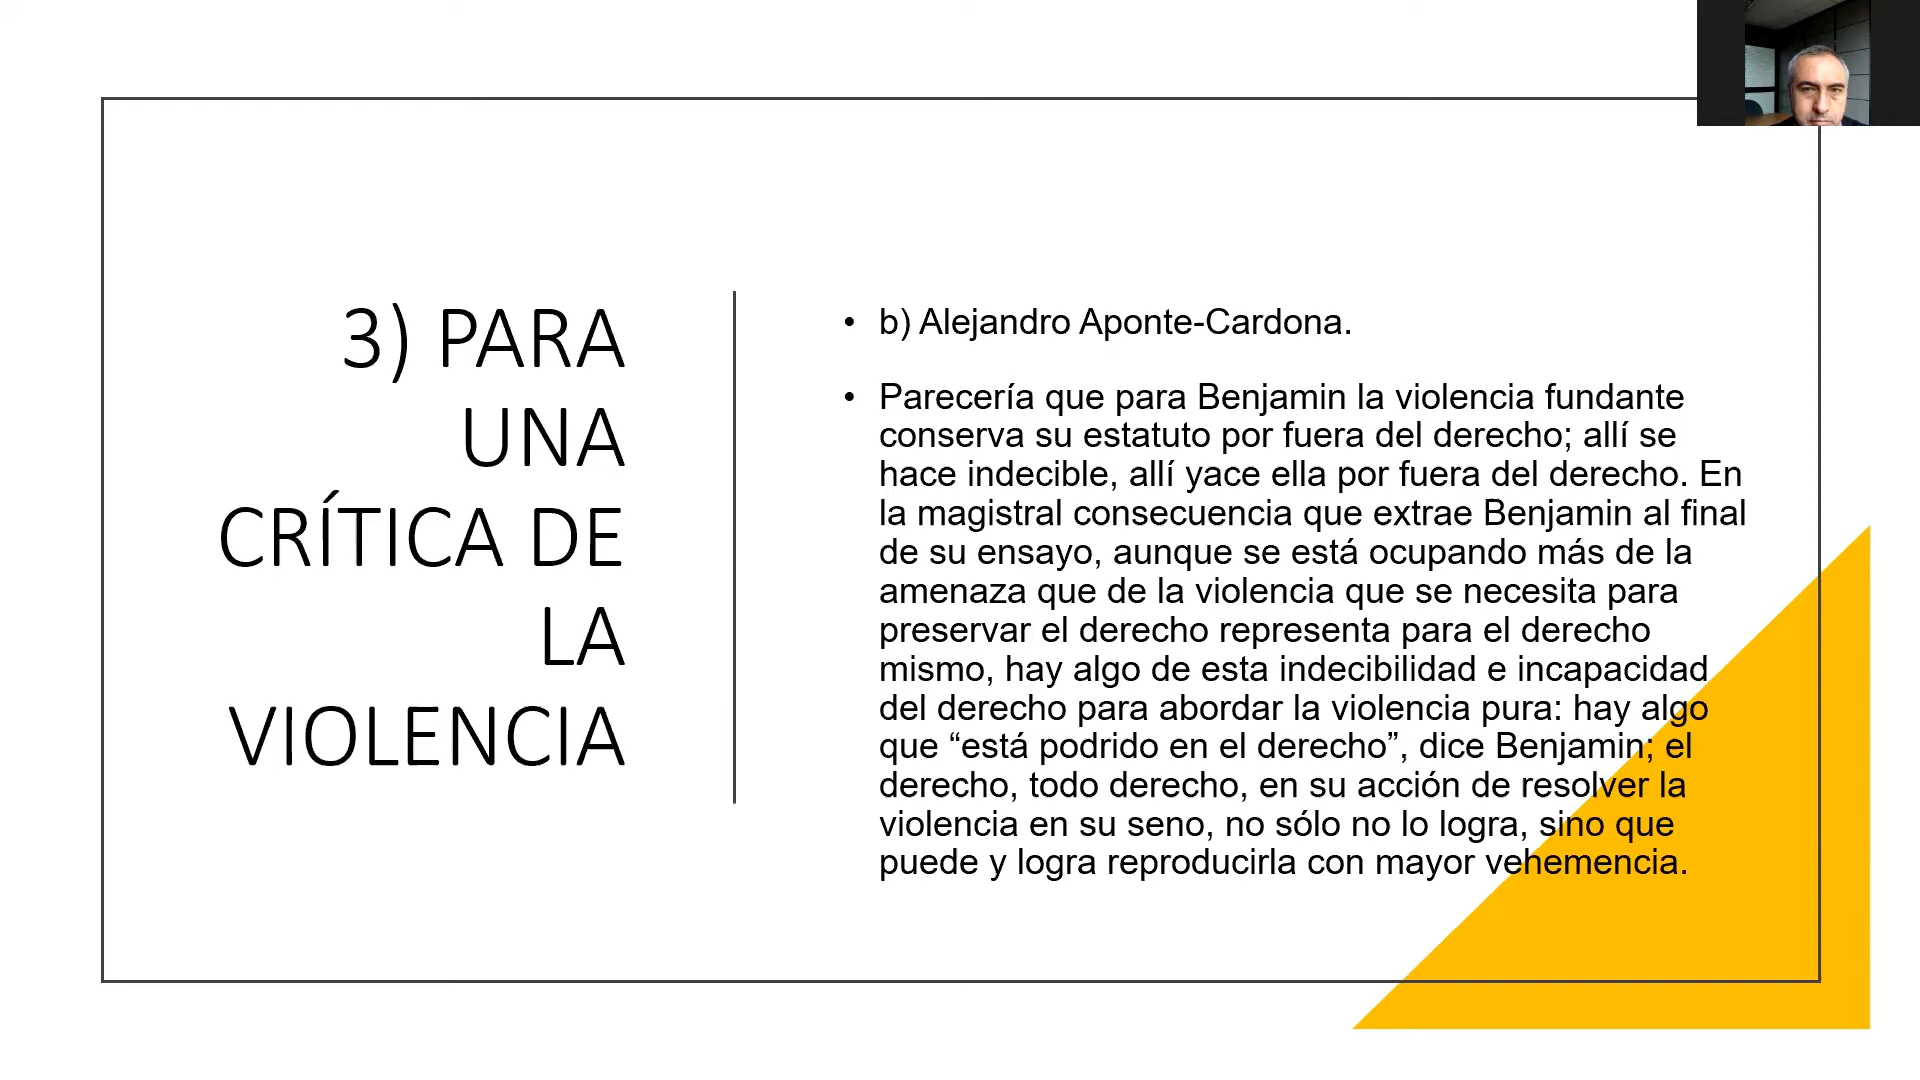 3) PARA
UNA
CRÍTICA DE
LA
VIOLENCIA
• b) Alejandro Aponte-Cardona.
• Parecería que para Benjamin la violencia fundante
conserva su estatuto por fuera del derecho; allí se
hace indecible, allí yace ella por fuera del derecho. En
la magistral consecuencia que extrae Benjamin al final
de su ensayo, aunque se está ocupando más de la
amenaza que de la violencia que se necesita para
preservar el derecho representa para el derecho
mismo, hay algo de esta indecibilidad e incapacidad
del derecho para abordar la violencia pura: hay algo
que “está podrido en el derecho”, dice Benjamin; el
derecho, todo derecho, en su acción de resolver la
violencia en su seno, no sólo no lo logra, sino que
puede y logra reproducirla con mayor vehemencia.